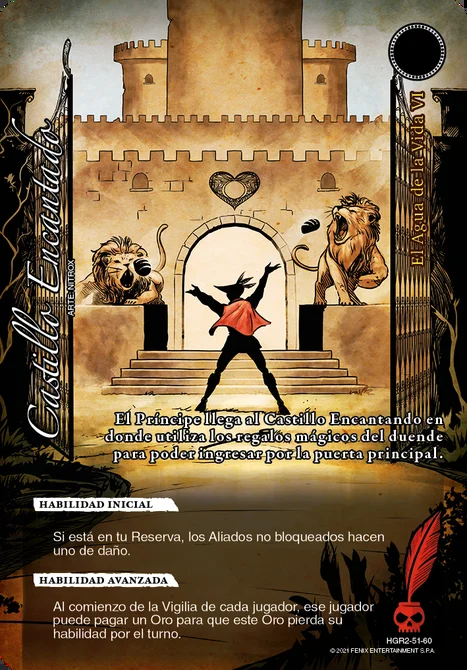 Castillo Encantado
ARTE: NITROX
El Agua de la Vida VI
El Príncipe llega al Castillo Encantando en
donde utiliza los regalos mágicos del duende
para poder ingresar por la puerta principal.
HABILIDAD INICIAL
Si está en tu Reserva, los Aliados no bloqueados hacen
uno de daño.
HABILIDAD AVANZADA
Al comienzo de la Vigilia de cada jugador, ese jugador
puede pagar un Oro para que este Oro pierda su
habilidad por el turno.
HGR2-51-60
© 2021 FENIX ENTERTAINMENT S.P.A.